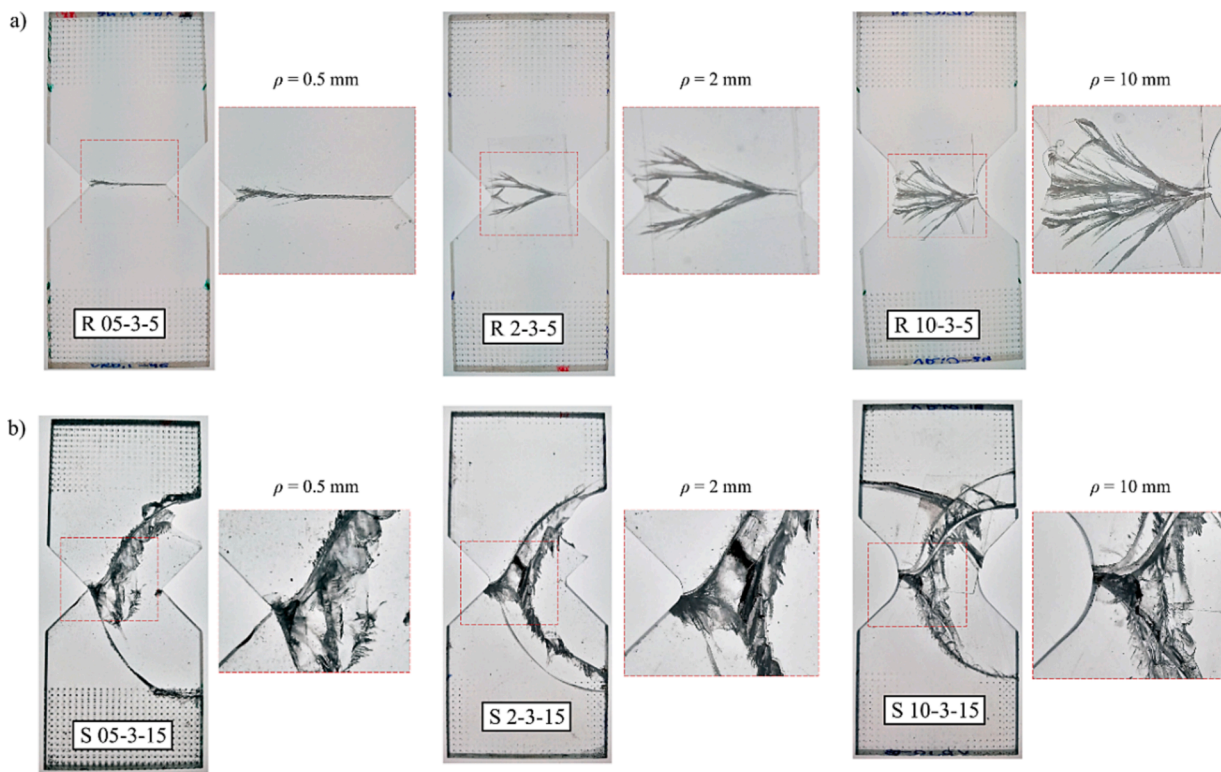 a)
ρ = 0.5 mm
ρ = 2 mm
ρ = 10 mm
R 05-3-5
R 2-3-5
R 10-3-5
b)
ρ = 0.5 mm
ρ = 2 mm
ρ = 10 mm
S 05-3-15
S 2-3-15
S 10-3-15